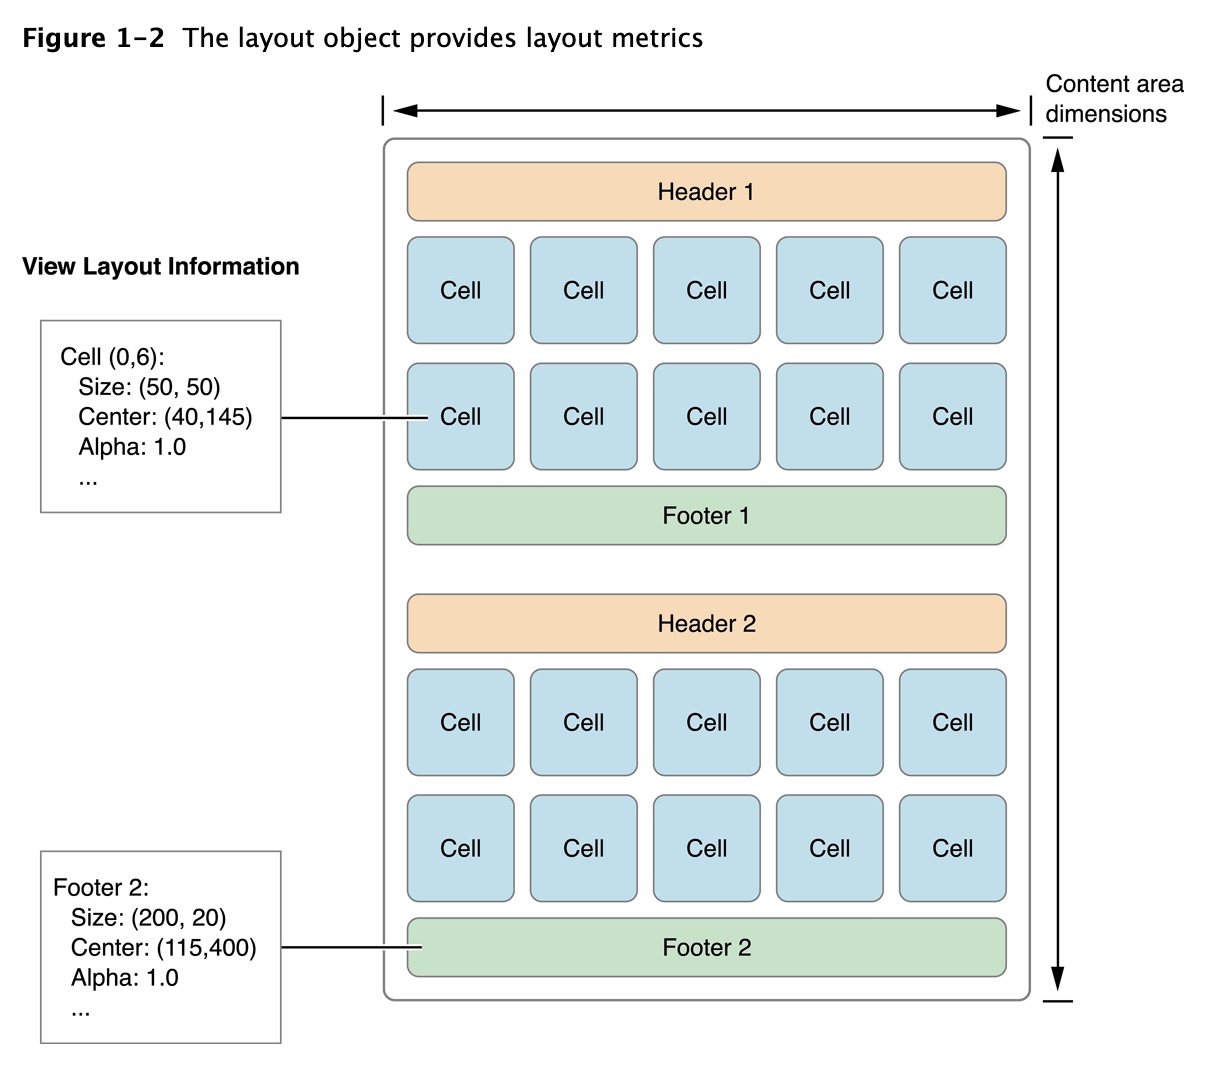 Figure 1-2 The layout object provides layout metrics
Content area
dimensions
Header 1
View Layout Information
Cell Cell Cell Cell Cell
Cell (0,6):
Size: (50, 50)
Center: (40,145)
Alpha: 1.0
...
Cell Cell Cell Cell Cell
Footer 1
Header 2
Cell Cell Cell Cell Cell
Cell Cell Cell Cell Cell
Footer 2:
Size: (200, 20)
Center: (115,400)
Alpha: 1.0
...
Footer 2